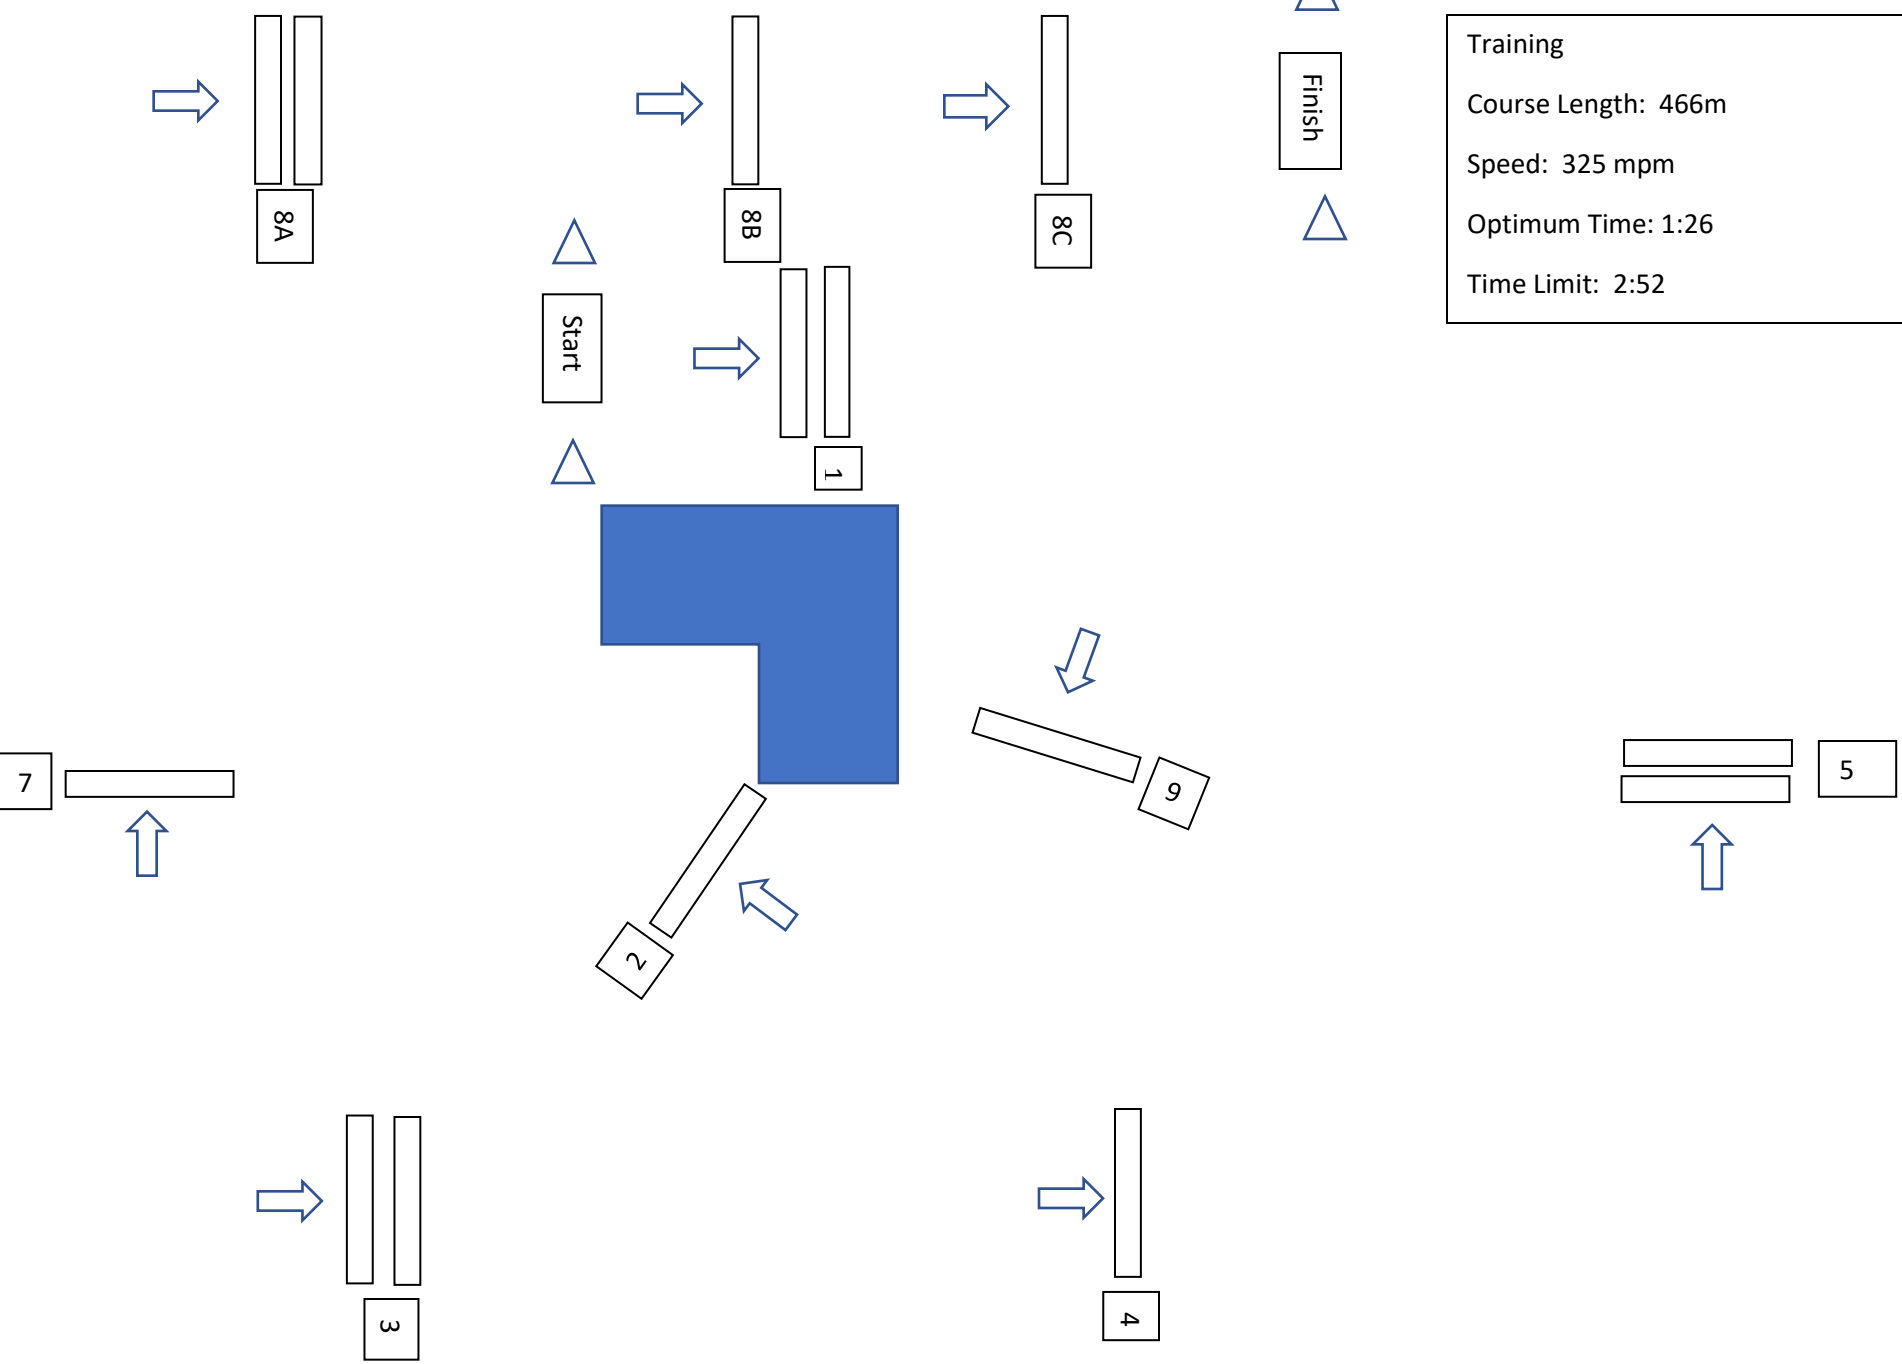 Training
Course Length: 466m
Speed: 325 mpm
Optimum Time: 1:26
Time Limit: 2:52
Finish
8A
8B
8C
Start
1
7
6
5
2
3
4